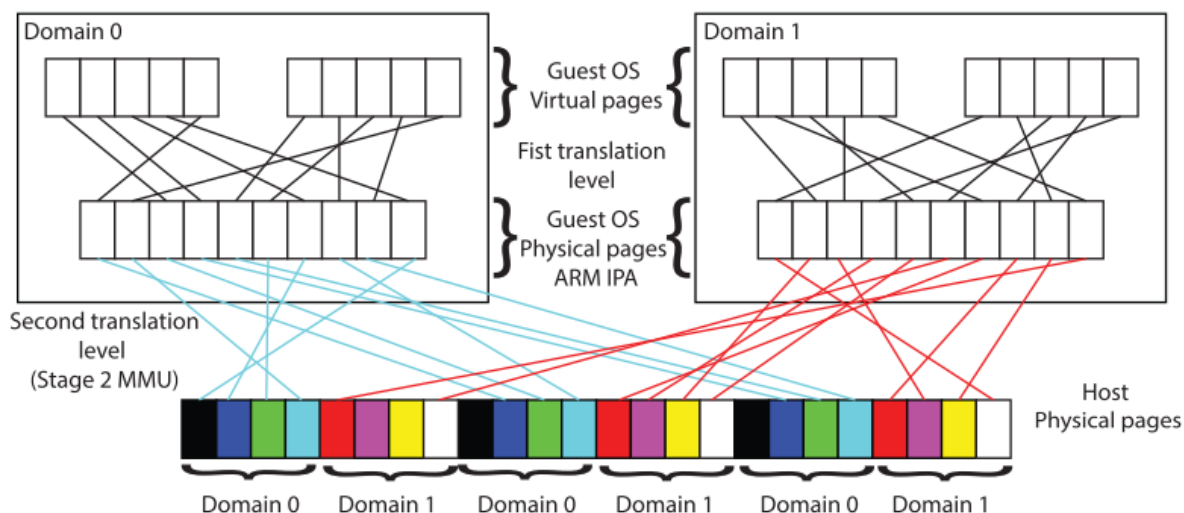 Domain 0
Domain 1
Guest OS
Virtual pages
Fist translation
level
Guest OS
Physical pages
ARM IPA
Second translation
level
(Stage 2 MMU)
Host
Physical pages
Domain 0
Domain 1
Domain 0
Domain 1
Domain 0
Domain 1